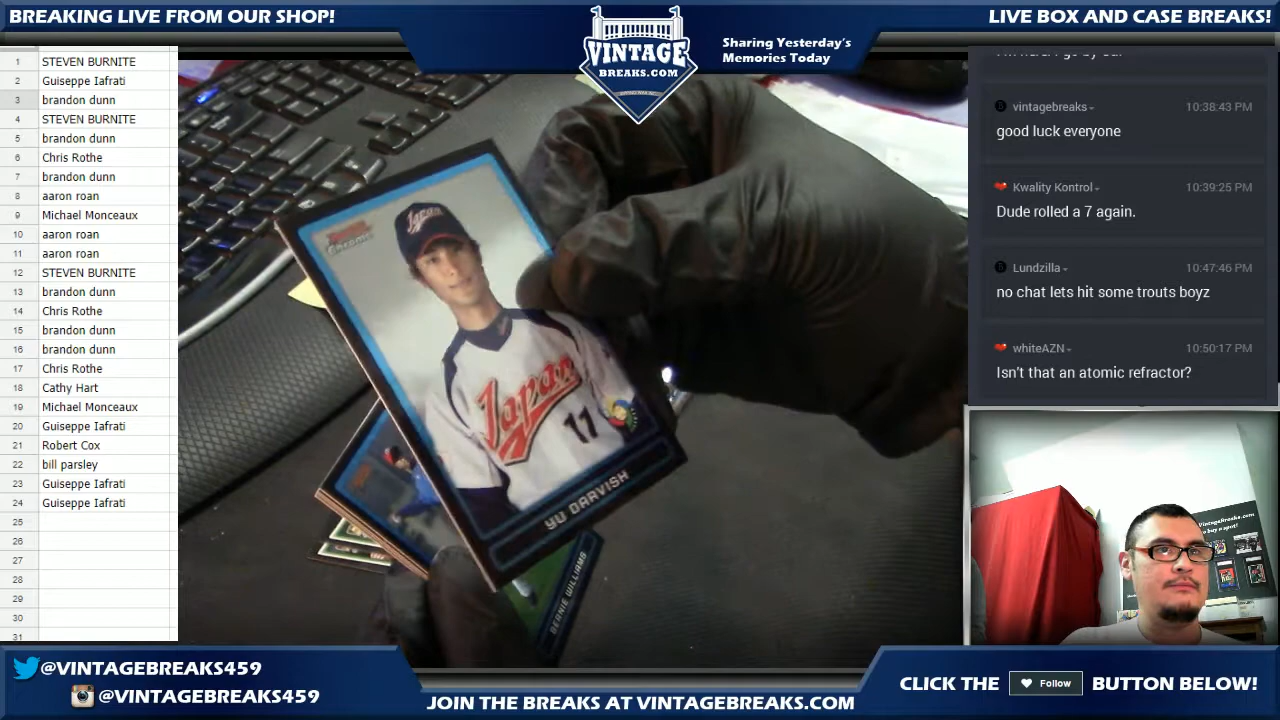 BREAKING LIVE FROM OUR SHOP!
VINTAGE
BREAKS.COM
Sharing Yesterday's
Memories Today
LIVE BOX AND CASE BREAKS!
1 STEVEN BURNITE
2 Guiseppe Iafrati
3 brandon dunn
4 STEVEN BURNITE
5 brandon dunn
6 Chris Rothe
7 brandon dunn
8 aaron roan
9 Michael Monceaux
10 aaron roan
11 aaron roan
12 STEVEN BURNITE
13 brandon dunn
14 Chris Rothe
15 brandon dunn
16 brandon dunn
17 Chris Rothe
18 Cathy Hart
19 Michael Monceaux
20 Guiseppe Iafrati
21 Robert Cox
22 bill parsley
23 Guiseppe Iafrati
24 Guiseppe Iafrati
25
26
27
28
29
30
31
Chrome
Japan
Japan
11
YU DARVISH
BERNIE WILLIAMS
vintagebreaks 10:38:43 PM
good luck everyone
Kwality Kontrol 10:39:25 PM
Dude rolled a 7 again.
Lundzilla 10:47:46 PM
no chat lets hit some trouts boyz
whiteAZN 10:50:17 PM
Isn't that an atomic refractor?
VintageBreaks.com
@VINTAGEBREAKS459
@VINTAGEBREAKS459
JOIN THE BREAKS AT VINTAGEBREAKS.COM
CLICK THE Follow BUTTON BELOW!